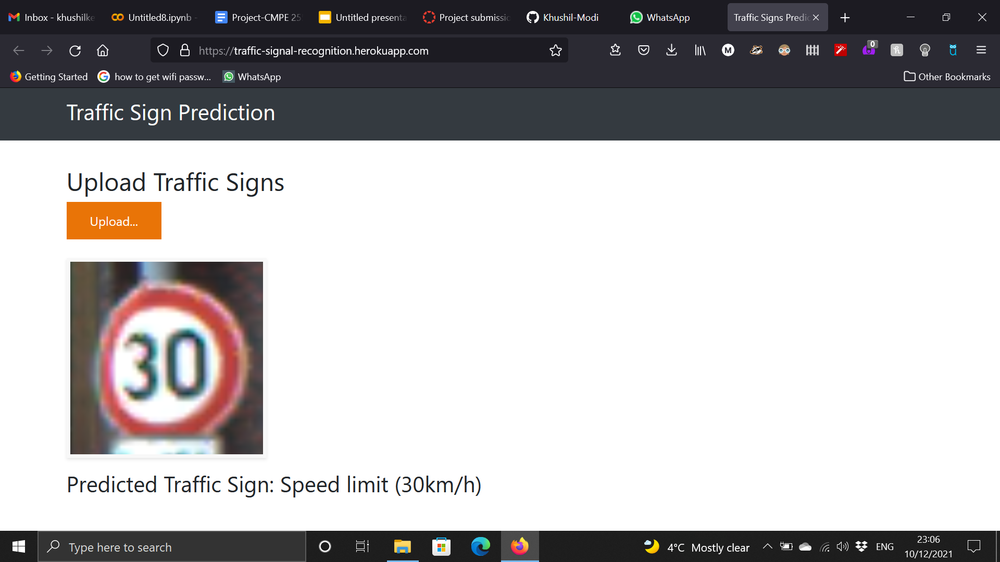 Inbox - khushilke
Untitled8.ipynb -
Project-CMPE 255
Untitled presenta
Project submissio
Khushil-Modi
WhatsApp
Traffic Signs Predic
https://traffic-signal-recognition.herokuapp.com
M
0
h
Getting Started
how to get wifi passw...
WhatsApp
Other Bookmarks
Traffic Sign Prediction
Upload Traffic Signs
Upload...
30
Predicted Traffic Sign: Speed limit (30km/h)
Type here to search
4°C Mostly clear
ENG
23:06
10/12/2021